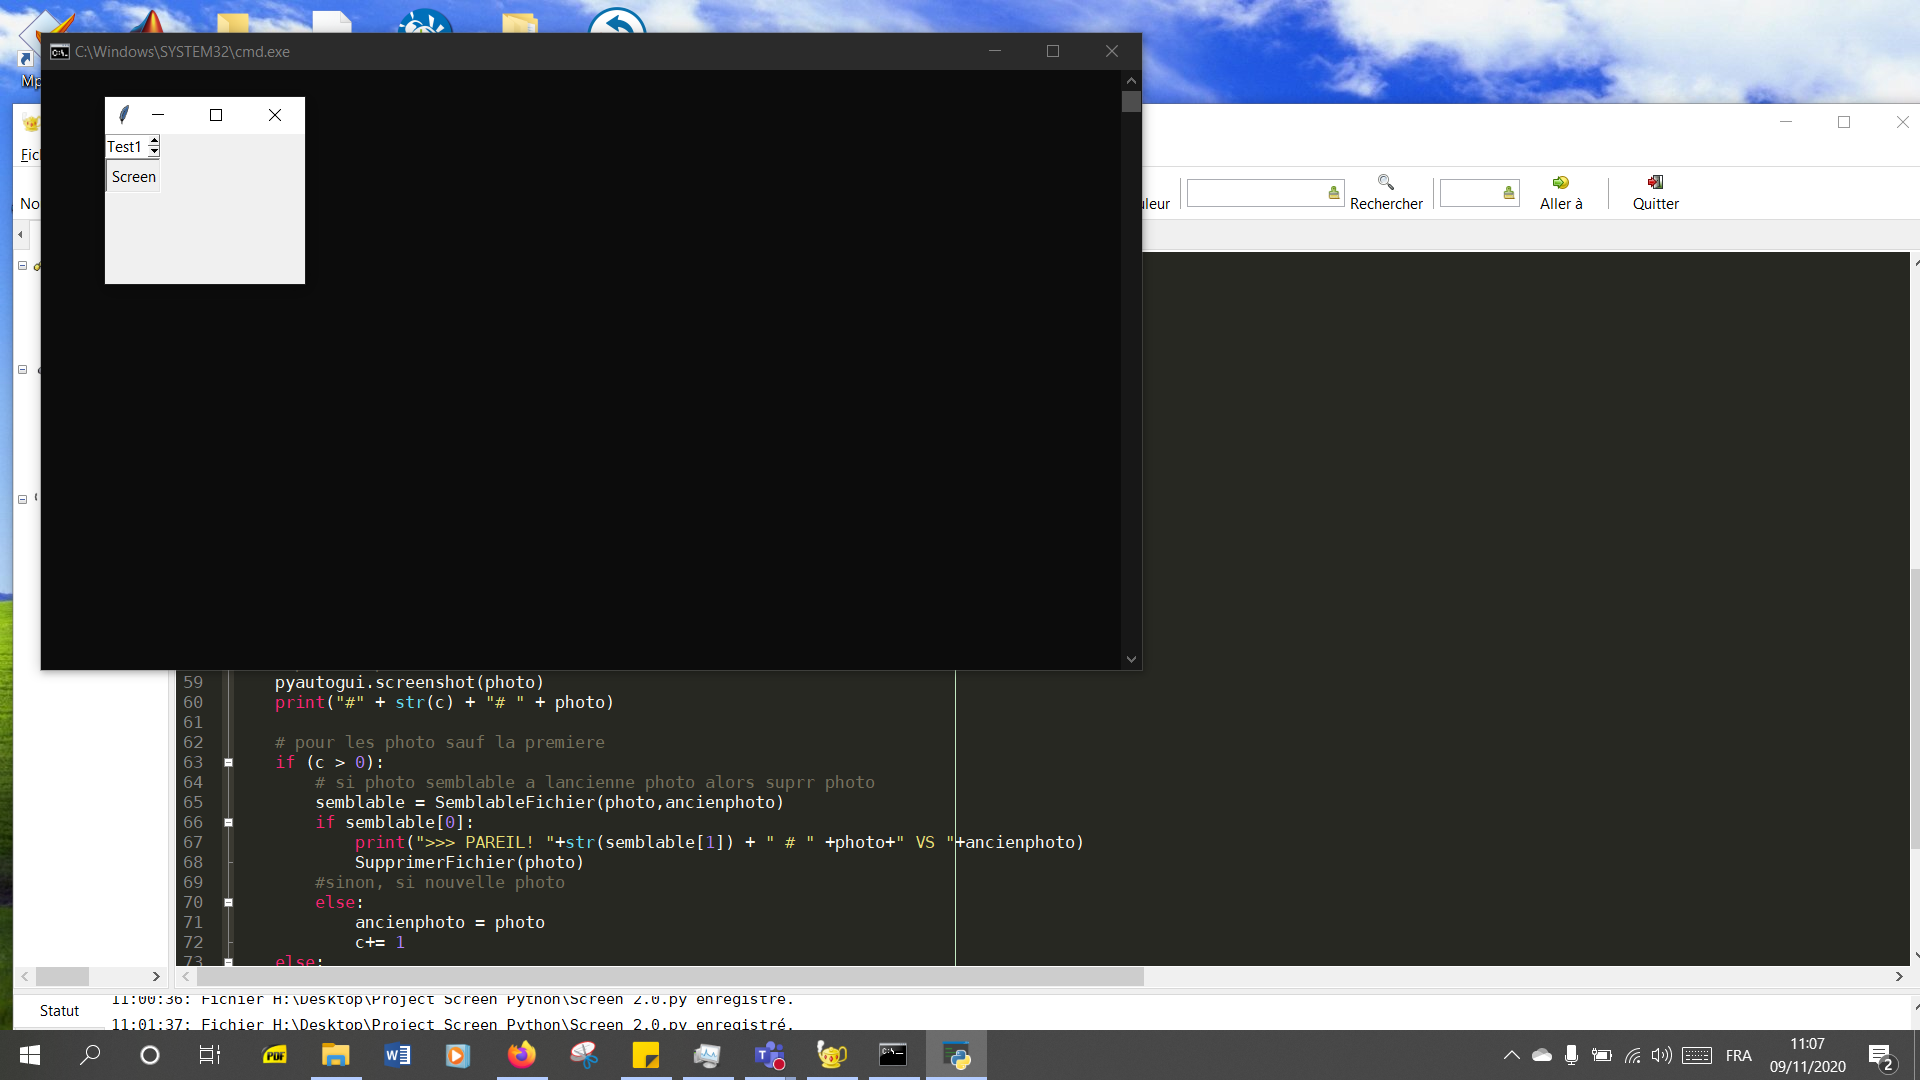 Mp
C:\Windows\SYSTEM32\cmd.exe
Test1
Screen
Fic
No
uleur
Rechercher
Aller à
Quitter
59 pyautogui.screenshot(photo)
60 print("#" + str(c) + "# " + photo)
61
62 # pour les photo sauf la premiere
63 if (c > 0):
64 # si photo semblable a lancienne photo alors suprr photo
65 semblable = SemblableFichier(photo,ancienphoto)
66 if semblable[0]:
67 print(">>> PAREIL! "+str(semblable[1]) + " # " +photo+" VS "+ancienphoto)
68 SupprimerFichier(photo)
69 #sinon, si nouvelle photo
70 else:
71 ancienphoto = photo
72 c+= 1
73 else:
Statut
11:00:36: Fichier H:\Desktop\Project Screen Python\Screen 2.0.py enregistré.
11:01:37: Fichier H:\Desktop\Project Screen Python\Screen 2.0.py enregistré.
PDF
FRA
11:07
09/11/2020
2